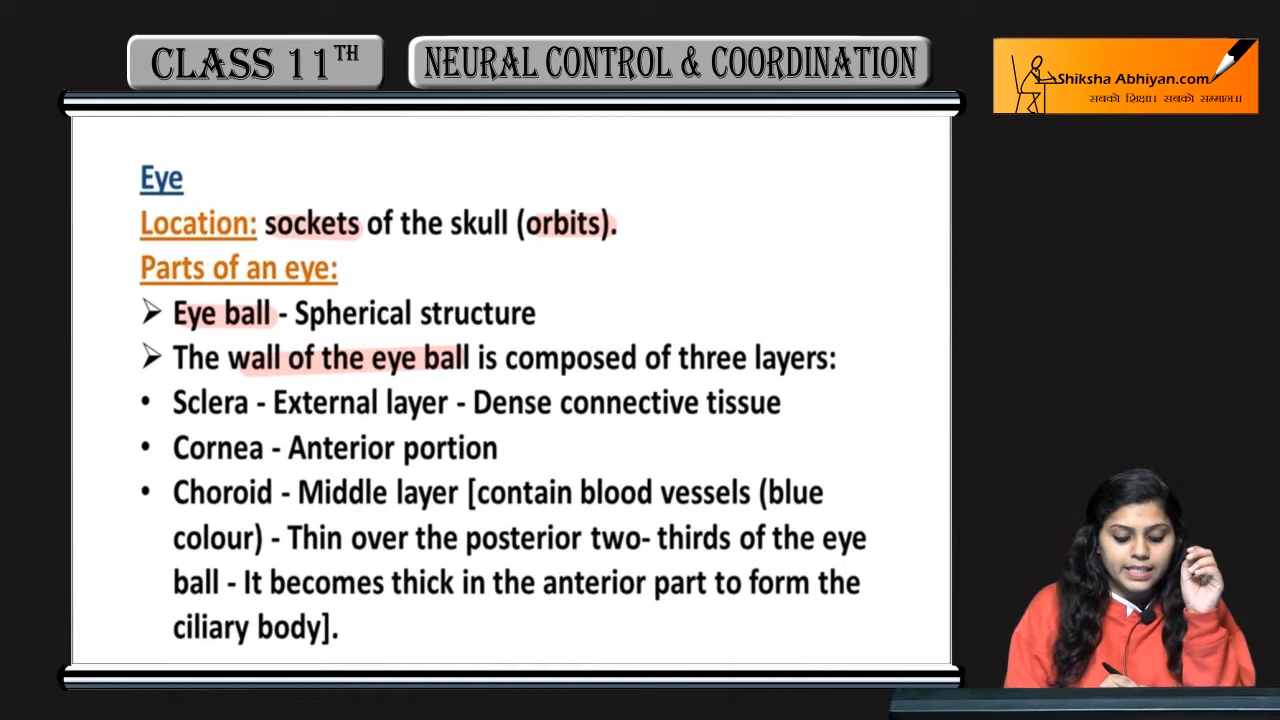 CLASS 11TH
NEURAL CONTROL & COORDINATION
Shiksha Abhiyan.com
सबको शिक्षा। सबको सम्मान।।
Eye
Location: sockets of the skull (orbits).
Parts of an eye:
➢ Eye ball - Spherical structure
➢ The wall of the eye ball is composed of three layers:
• Sclera - External layer - Dense connective tissue
• Cornea - Anterior portion
• Choroid - Middle layer [contain blood vessels (blue
colour) - Thin over the posterior two- thirds of the eye
ball - It becomes thick in the anterior part to form the
ciliary body].